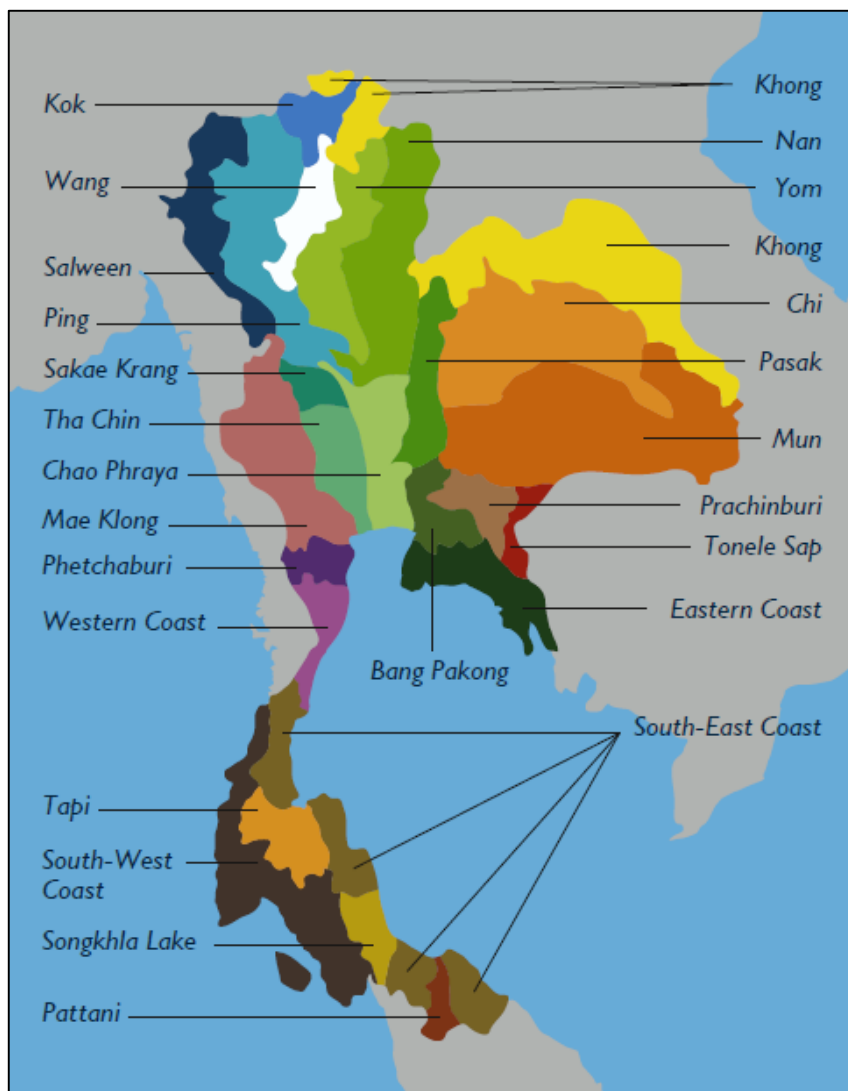 Kok
Wang
Salween
Ping
Sakae Krang
Tha Chin
Chao Phraya
Mae Klong
Phetchaburi
Western Coast
Tapi
South-West
Coast
Songkhla Lake
Pattani
Bang Pakong
Khong
Nan
Yom
Khong
Chi
Pasak
Mun
Prachinburi
Tonele Sap
Eastern Coast
South-East Coast